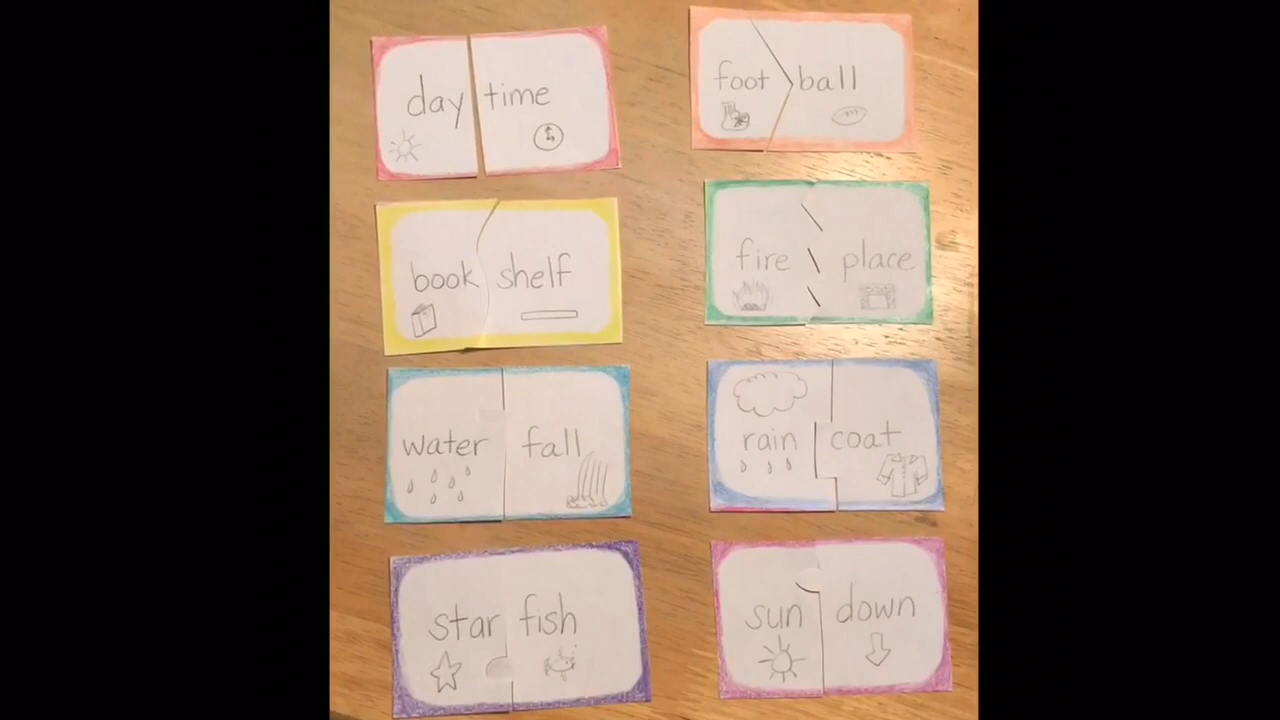 day time
foot ball
book shelf
fire place
water fall
rain coat
star fish
sun down